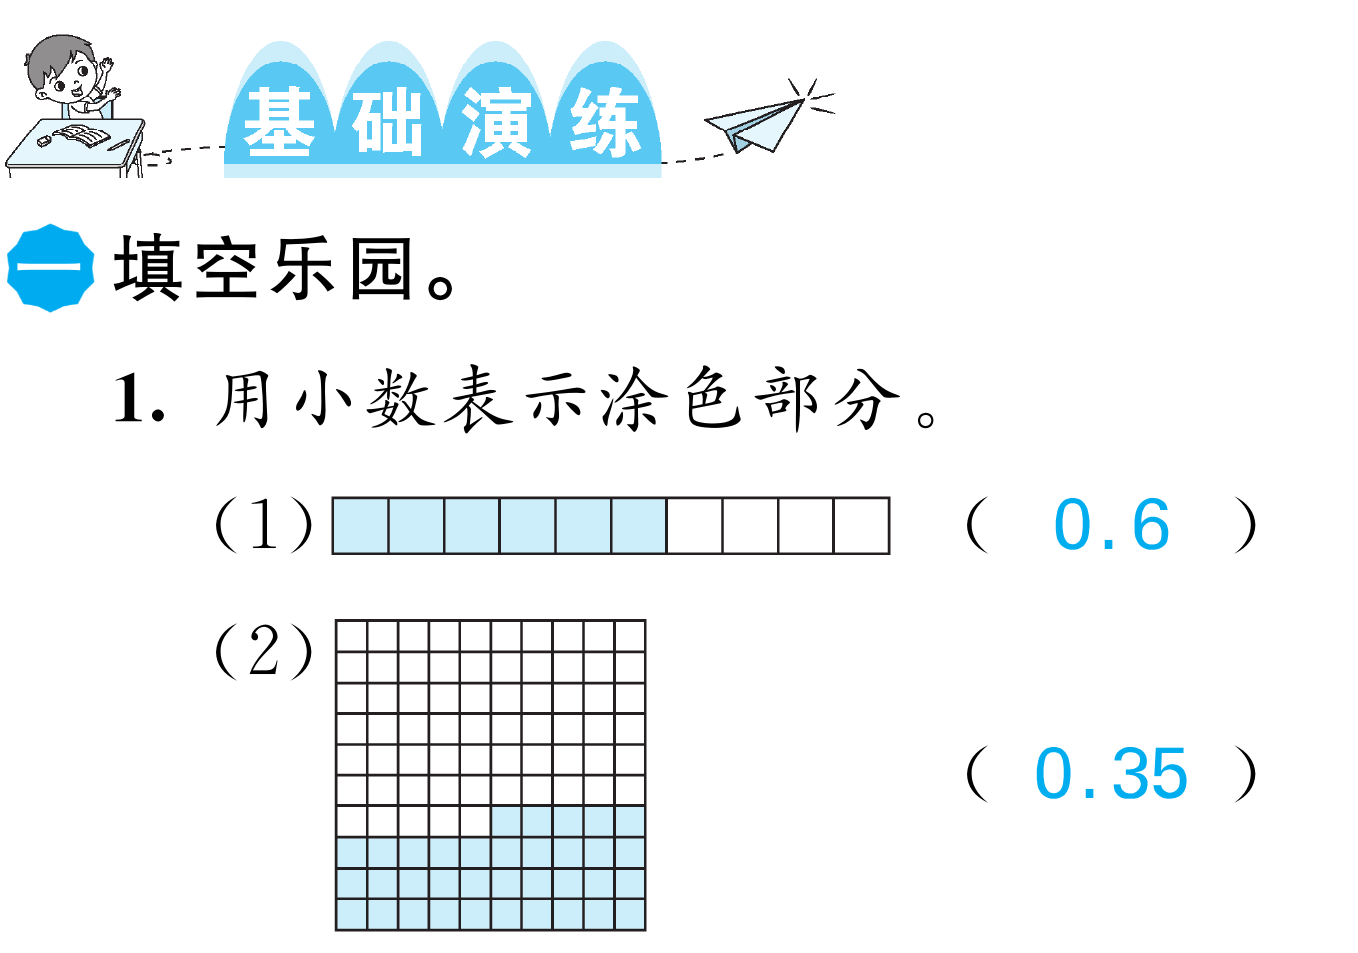 基础演练
一 填空乐园。
1. 用小数表示涂色部分。
(1) ( 0.6 )
(2)
( 0.35 )